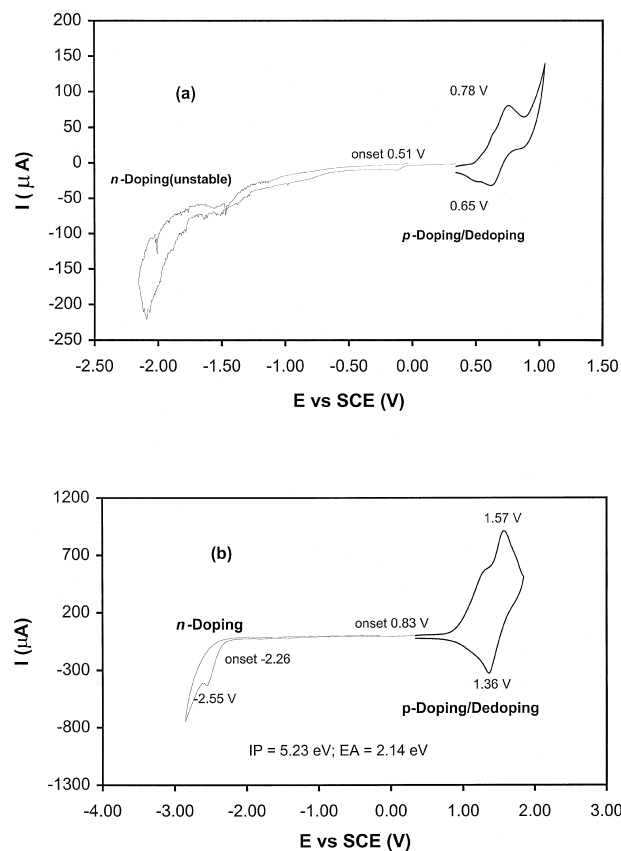 200
150
100
50
0
-50
-100
-150
-200
-250
I ( μ A)
(a)
0.78 V
onset 0.51 V
n-Doping(unstable)
0.65 V
p-Doping/Dedoping
-2.50 -2.00 -1.50 -1.00 -0.50 0.00 0.50 1.00 1.50
E vs SCE (V)
1200
700
200
-300
-800
-1300
I (μA)
1.57 V
(b)
n-Doping
onset 0.83 V
onset -2.26
-2.55 V
1.36 V
p-Doping/Dedoping
IP = 5.23 eV; EA = 2.14 eV
-4.00 -3.00 -2.00 -1.00 0.00 1.00 2.00 3.00
E vs SCE (V)